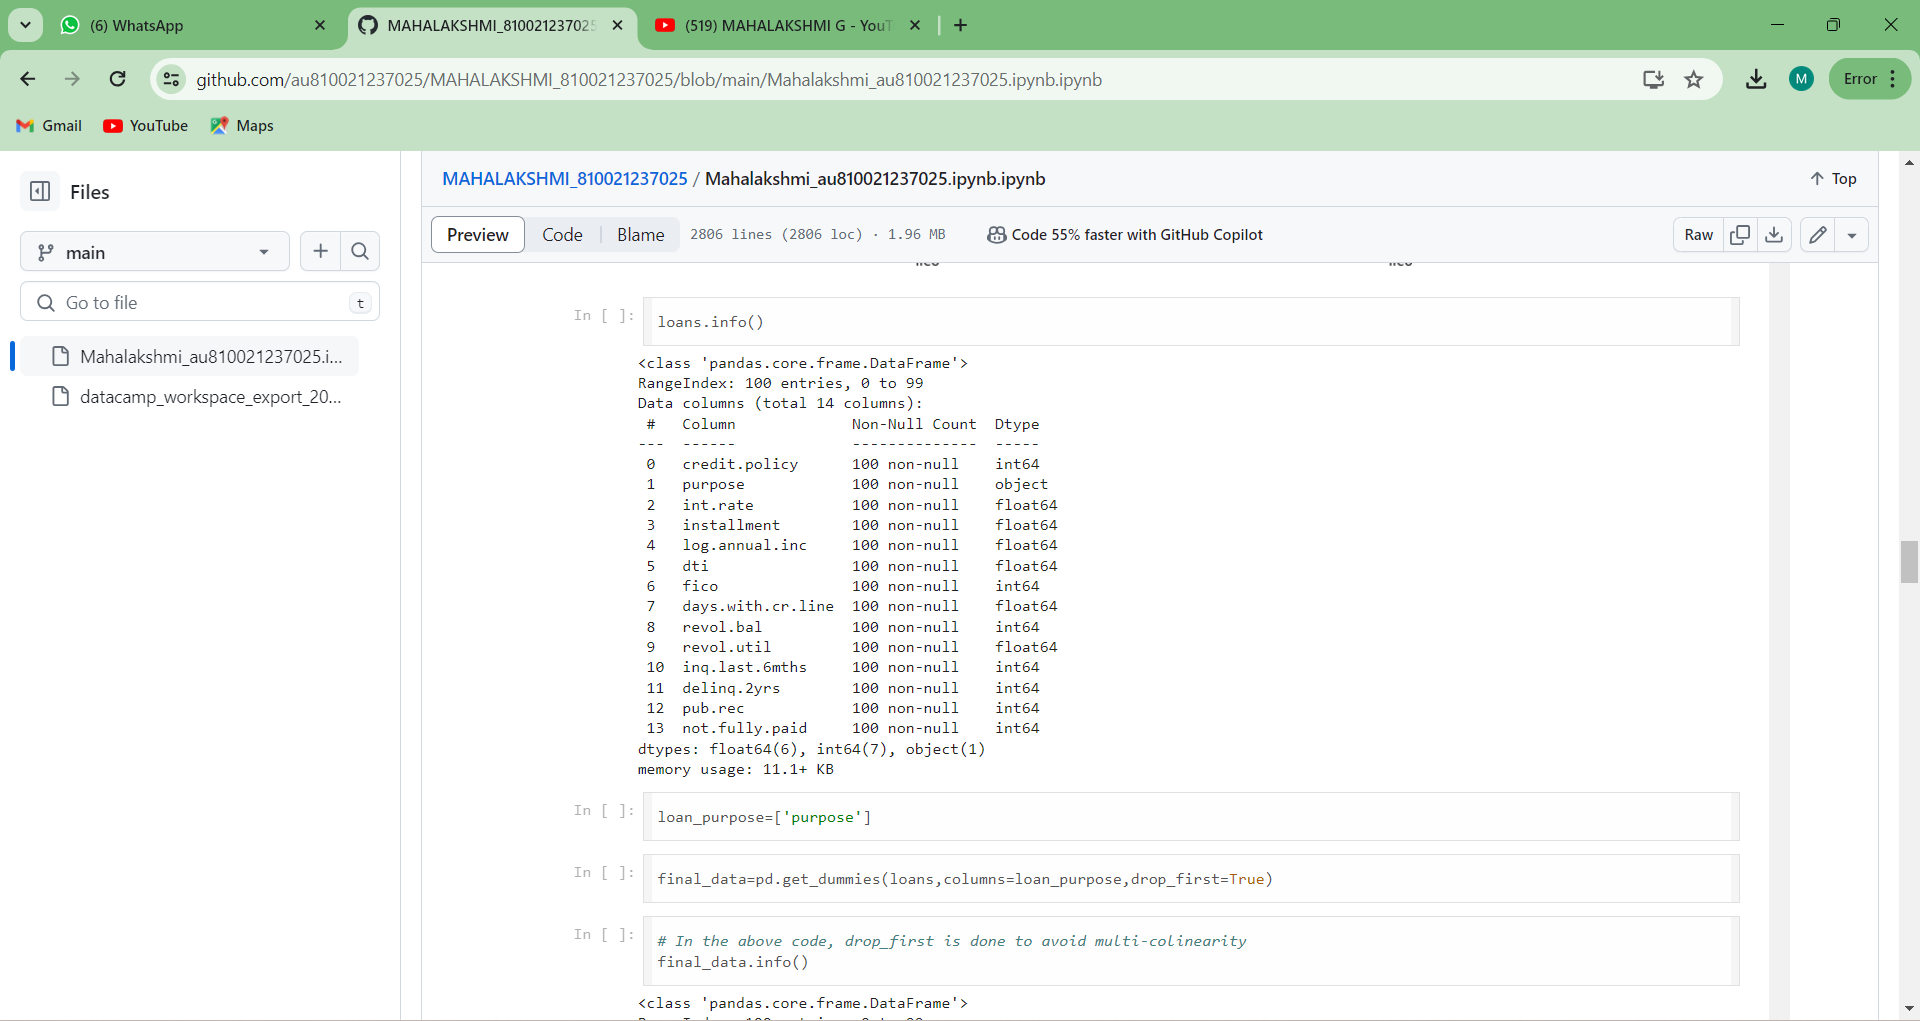 (6) WhatsApp
MAHALAKSHMI_810021237025
(519) MAHALAKSHMI G - YouT
github.com/au810021237025/MAHALAKSHMI_810021237025/blob/main/Mahalakshmi_au810021237025.ipynb.ipynb
M
Error
Gmail
YouTube
Maps
Files
main
Go to file
t
Mahalakshmi_au810021237025.i...
datacamp_workspace_export_20...
MAHALAKSHMI_810021237025 / Mahalakshmi_au810021237025.ipynb.ipynb
Top
Preview Code Blame 2806 lines (2806 loc) · 1.96 MB Code 55% faster with GitHub Copilot Raw
In [ ]: loans.info()
<class 'pandas.core.frame.DataFrame'>
RangeIndex: 100 entries, 0 to 99
Data columns (total 14 columns):
# Column Non-Null Count Dtype
--- ------ -------------- -----
0 credit.policy 100 non-null int64
1 purpose 100 non-null object
2 int.rate 100 non-null float64
3 installment 100 non-null float64
4 log.annual.inc 100 non-null float64
5 dti 100 non-null float64
6 fico 100 non-null int64
7 days.with.cr.line 100 non-null float64
8 revol.bal 100 non-null int64
9 revol.util 100 non-null float64
10 inq.last.6mths 100 non-null int64
11 delinq.2yrs 100 non-null int64
12 pub.rec 100 non-null int64
13 not.fully.paid 100 non-null int64
dtypes: float64(6), int64(7), object(1)
memory usage: 11.1+ KB
In [ ]: loan_purpose=['purpose']
In [ ]: final_data=pd.get_dummies(loans,columns=loan_purpose,drop_first=True)
In [ ]: # In the above code, drop_first is done to avoid multi-colinearity
final_data.info()
<class 'pandas.core.frame.DataFrame'>